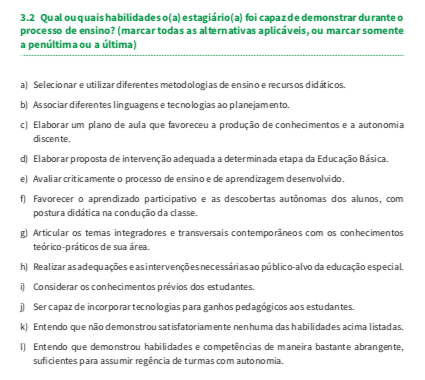 3.2 Qual ou quais habilidades o(a) estagiário(a) foi capaz de demonstrar durante o
processo de ensino? (marcar todas as alternativas aplicáveis, ou marcar somente
a penúltima ou a última)
a) Selecionar e utilizar diferentes metodologias de ensino e recursos didáticos.
b) Associar diferentes linguagens e tecnologias ao planejamento.
c) Elaborar um plano de aula que favoreceu a produção de conhecimentos e a autonomia
discente.
d) Elaborar proposta de intervenção adequada a determinada etapa da Educação Básica.
e) Avaliar criticamente o processo de ensino e de aprendizagem desenvolvido.
f) Favorecer o aprendizado participativo e as descobertas autônomas dos alunos, com
postura didática na condução da classe.
g) Articular os temas integradores e transversais contemporâneos com os conhecimentos
teórico-práticos de sua área.
h) Realizar as adequações e as intervenções necessárias ao público-alvo da educação especial.
i) Considerar os conhecimentos prévios dos estudantes.
j) Ser capaz de incorporar tecnologias para ganhos pedagógicos aos estudantes.
k) Entendo que não demonstrou satisfatoriamente nenhuma das habilidades acima listadas.
l) Entendo que demonstrou habilidades e competências de maneira bastante abrangente,
suficientes para assumir regência de turmas com autonomia.